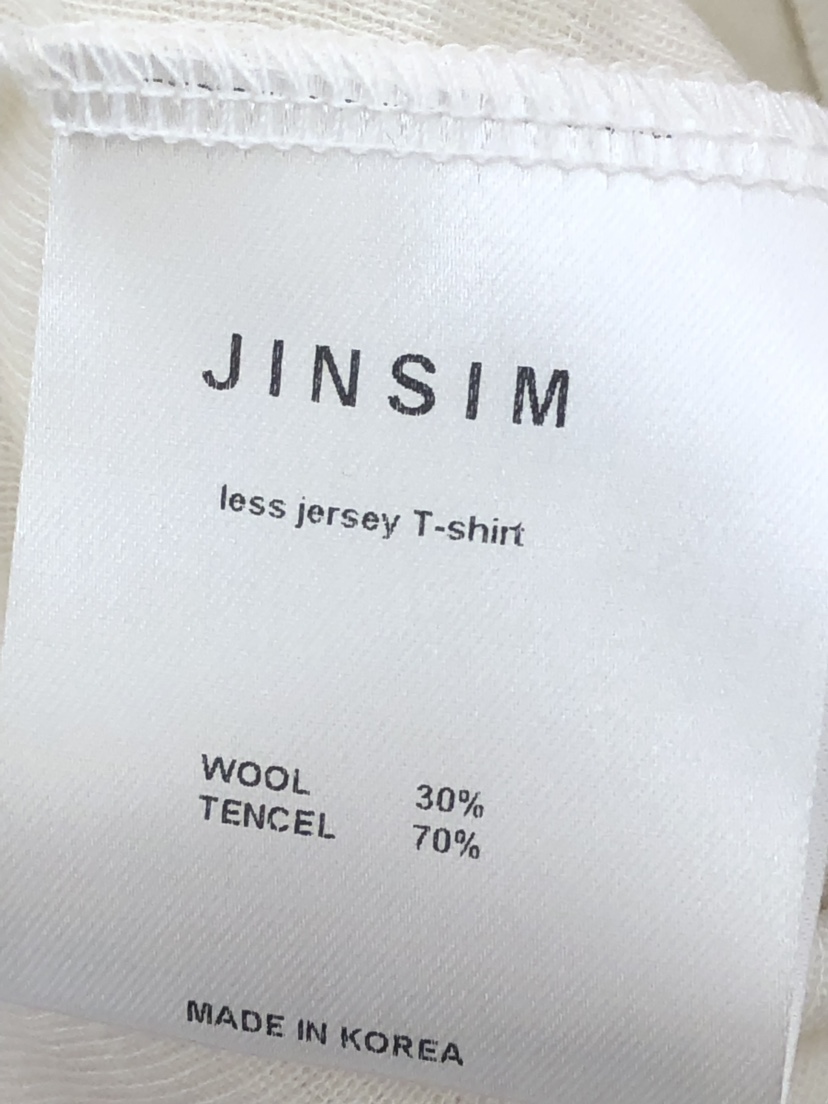 JINSIM
less jersey T-shirt
WOOL 30%
TENCEL 70%
MADE IN KOREA